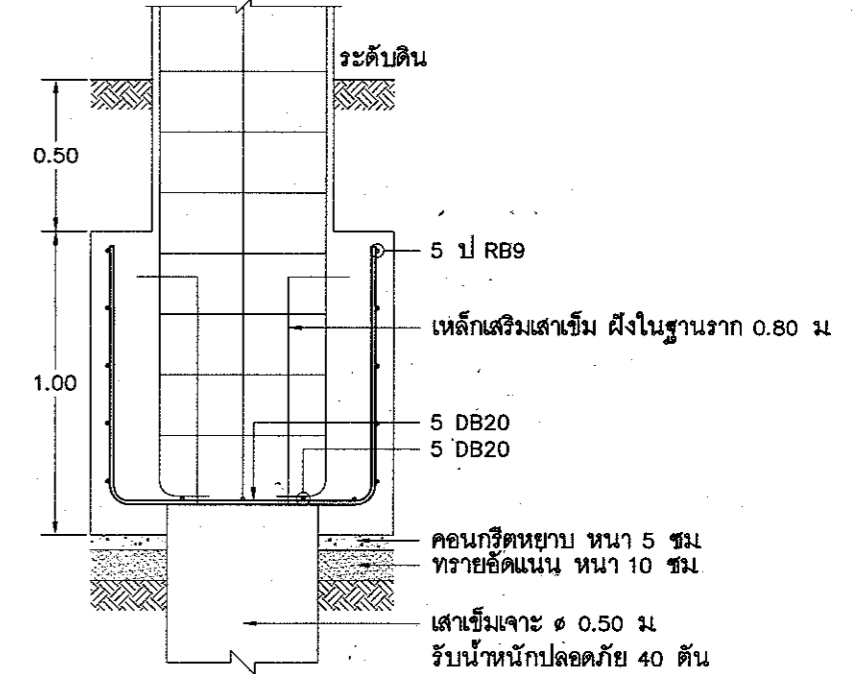 ระดับดิน
0.50
5 ป RB9
เหล็กเสริมเสาเข็ม ฝังในฐานราก 0.80 ม.
1.00
5 DB20
5 DB20
คอนกรีตหยาบ หนา 5 ซม.
ทรายอัดแน่น หนา 10 ซม.
เสาเข็มเจาะ ø 0.50 ม.
รับน้ำหนักปลอดภัย 40 ตัน